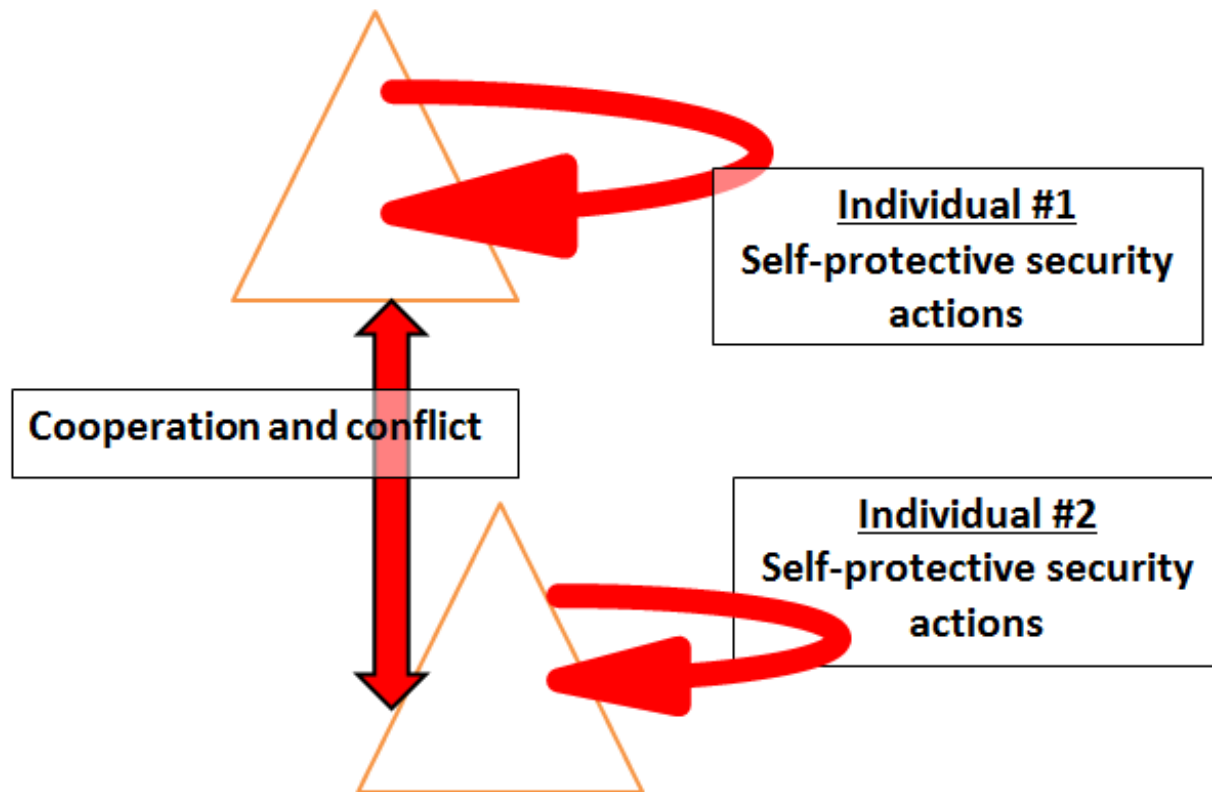 Individual #1
Self-protective security
actions
Cooperation and conflict
Individual #2
Self-protective security
actions